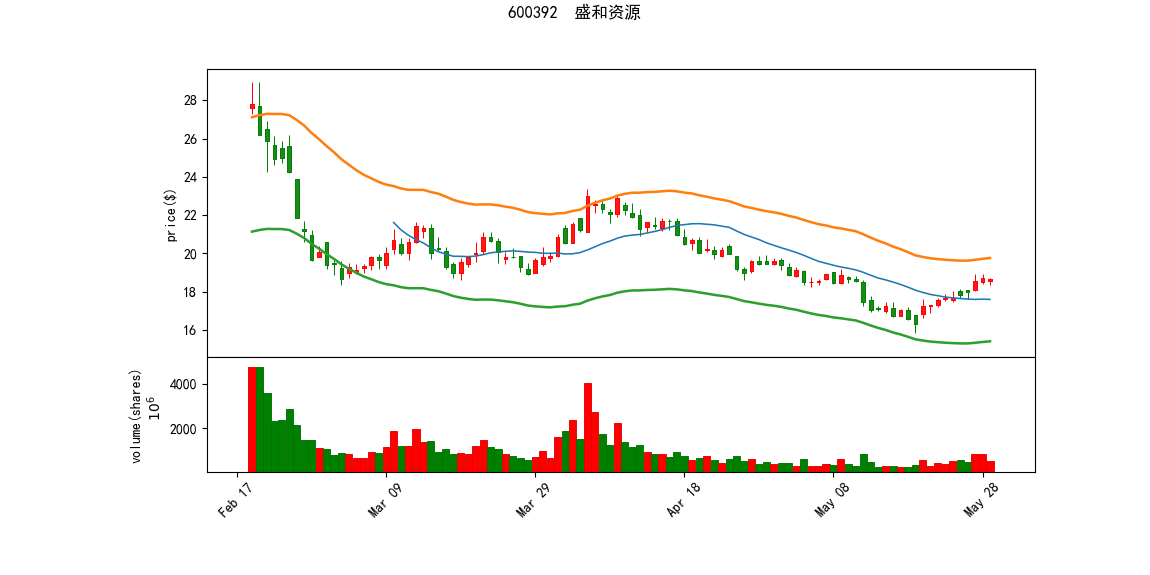 600392 盛和资源
price($)
28
26
24
22
20
18
16
volume(shares)
10^6
4000
2000
Feb 17
Mar 09
Mar 29
Apr 18
May 08
May 28